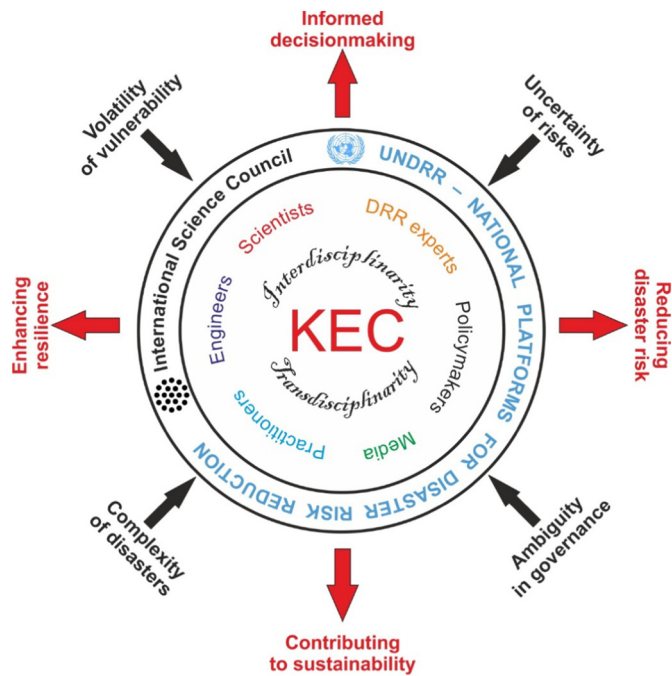 Informed
decisionmaking
Volatility
of vulnerability
Uncertainty
of risks
International Science Council
UNDRR – NATIONAL PLATFORMS FOR DISASTER RISK REDUCTION
Scientists
DRR experts
Engineers
Policymakers
Practitioners
Media
Interdisciplinarity
KEC
Transdisciplinarity
Enhancing
resilience
Reducing
disaster risk
Complexity
of disasters
Ambiguity
in governance
Contributing
to sustainability